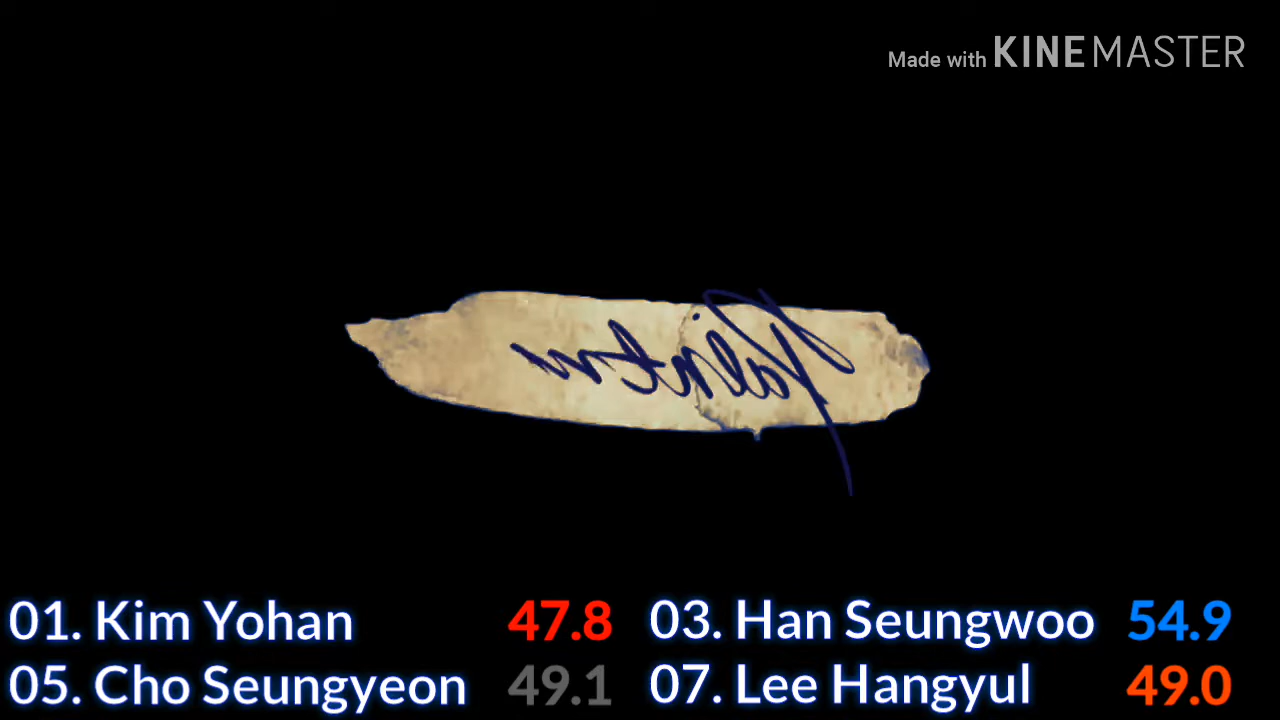 Made with KINEMASTER
01. Kim Yohan 47.8 03. Han Seungwoo 54.9
05. Cho Seungyeon 49.1 07. Lee Hangyul 49.0